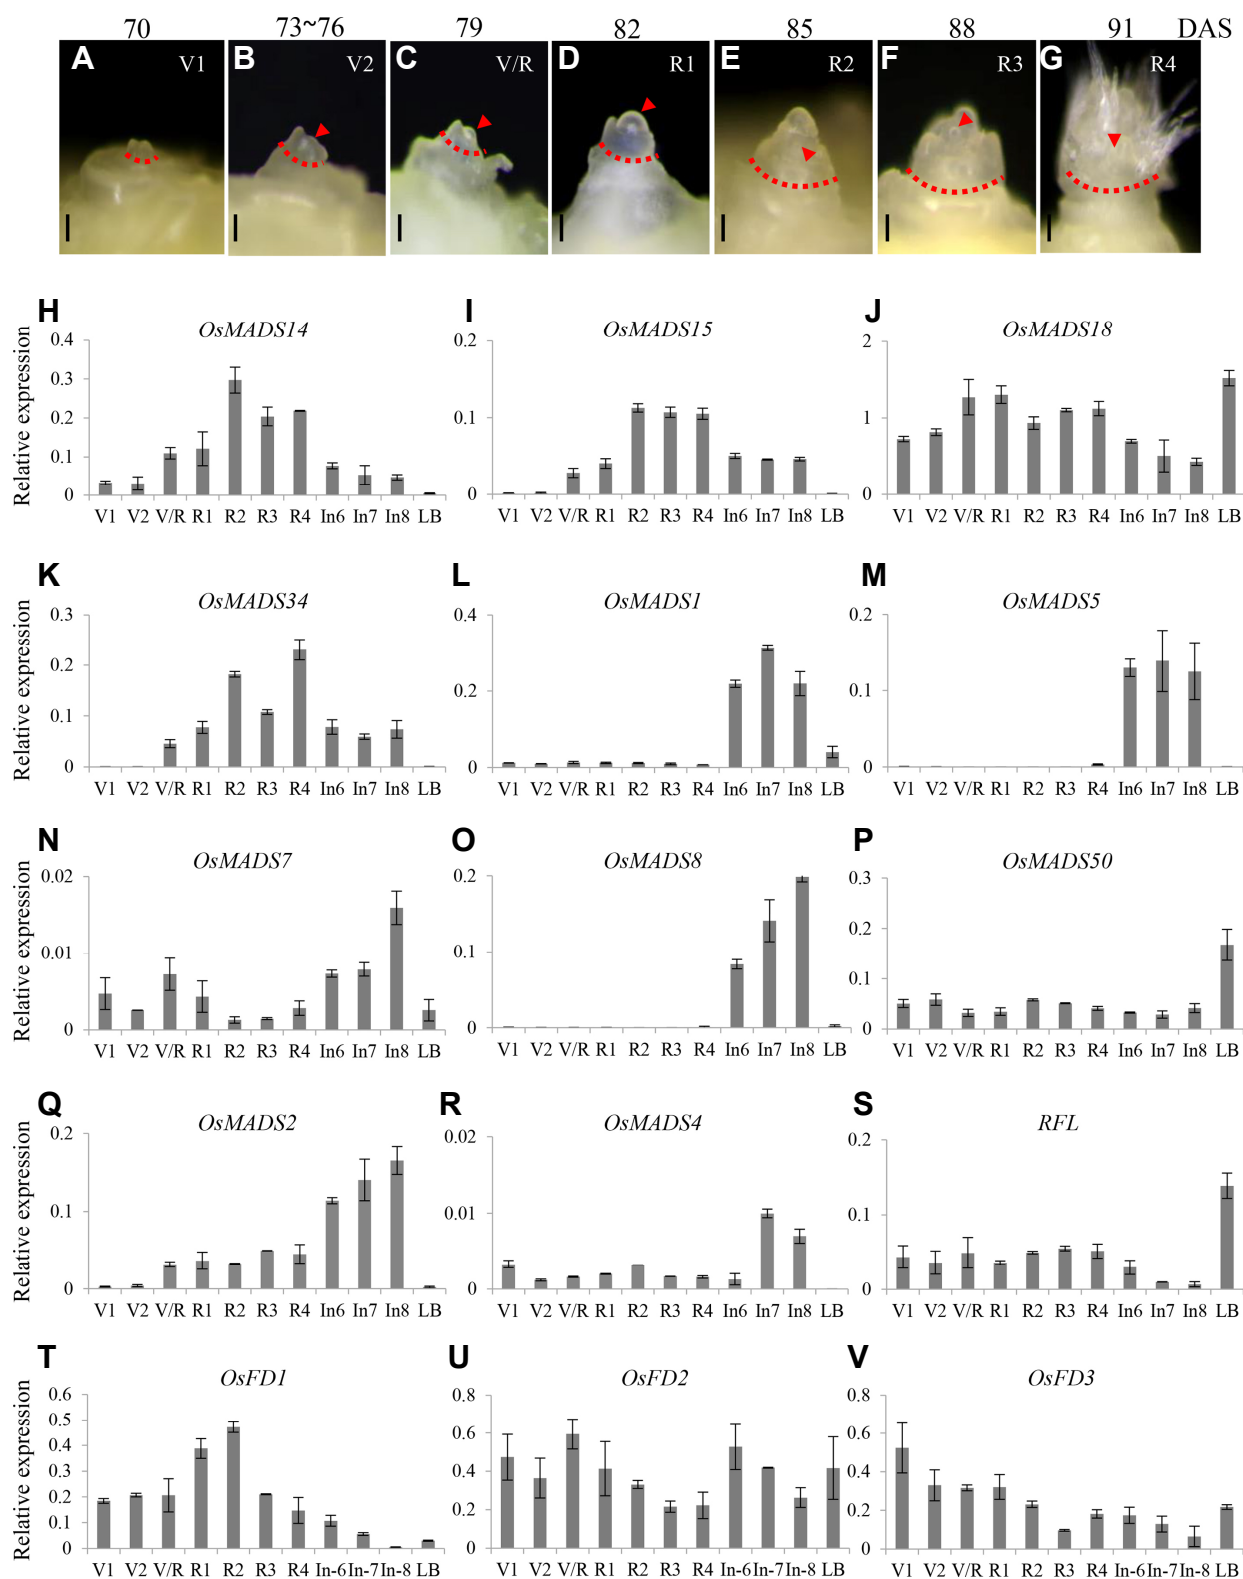 70 73~76 79 82 85 88 91 DAS
A V1 B V2 C V/R D R1 E R2 F R3 G R4
H I J
OsMADS14 OsMADS15 OsMADS18
Relative expression
0.4 0.3 0.2 0.1 0
0.2 0.1 0
2 1 0
V1 V2 V/R R1 R2 R3 R4 In6 In7 In8 LB
V1 V2 V/R R1 R2 R3 R4 In6 In7 In8 LB
V1 V2 V/R R1 R2 R3 R4 In6 In7 In8 LB
K L M
OsMADS34 OsMADS1 OsMADS5
Relative expression
0.3 0.2 0.1 0
0.4 0.2 0
0.2 0.1 0
V1 V2 V/R R1 R2 R3 R4 In6 In7 In8 LB
V1 V2 V/R R1 R2 R3 R4 In6 In7 In8 LB
V1 V2 V/R R1 R2 R3 R4 In6 In7 In8 LB
N O P
OsMADS7 OsMADS8 OsMADS50
Relative expression
0.02 0.01 0
0.2 0.1 0
0.3 0.2 0.1 0
V1 V2 V/R R1 R2 R3 R4 In6 In7 In8 LB
V1 V2 V/R R1 R2 R3 R4 In6 In7 In8 LB
V1 V2 V/R R1 R2 R3 R4 In6 In7 In8 LB
Q R S
OsMADS2 OsMADS4 RFL
Relative expression
0.2 0.1 0
0.02 0.01 0
0.2 0.1 0
V1 V2 V/R R1 R2 R3 R4 In6 In7 In8 LB
V1 V2 V/R R1 R2 R3 R4 In6 In7 In8 LB
V1 V2 V/R R1 R2 R3 R4 In6 In7 In8 LB
T U V
OsFD1 OsFD2 OsFD3
Relative expression
0.6 0.5 0.4 0.3 0.2 0.1 0
0.8 0.6 0.4 0.2 0
0.8 0.6 0.4 0.2 0
V1 V2 V/R R1 R2 R3 R4 In-6 In-7 In-8 LB
V1 V2 V/R R1 R2 R3 R4 In-6 In-7 In-8 LB
V1 V2 V/R R1 R2 R3 R4 In-6 In-7 In-8 LB